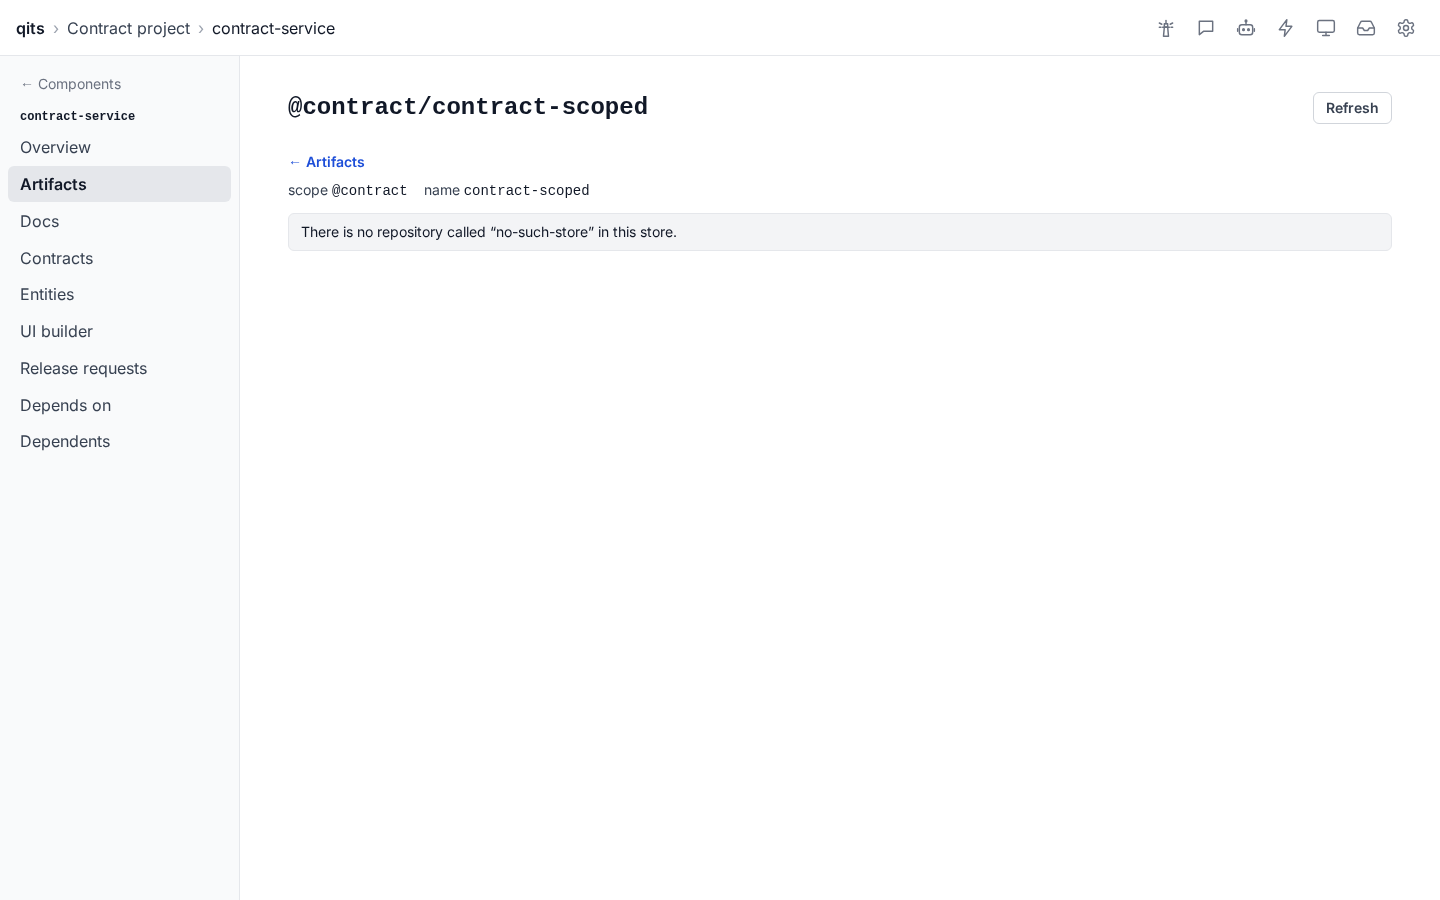 qits › Contract project › contract-service
← Components
contract-service
Overview
Artifacts
Docs
Contracts
Entities
UI builder
Release requests
Depends on
Dependents
@contract/contract-scoped
Refresh
← Artifacts
scope @contract name contract-scoped
There is no repository called “no-such-store” in this store.